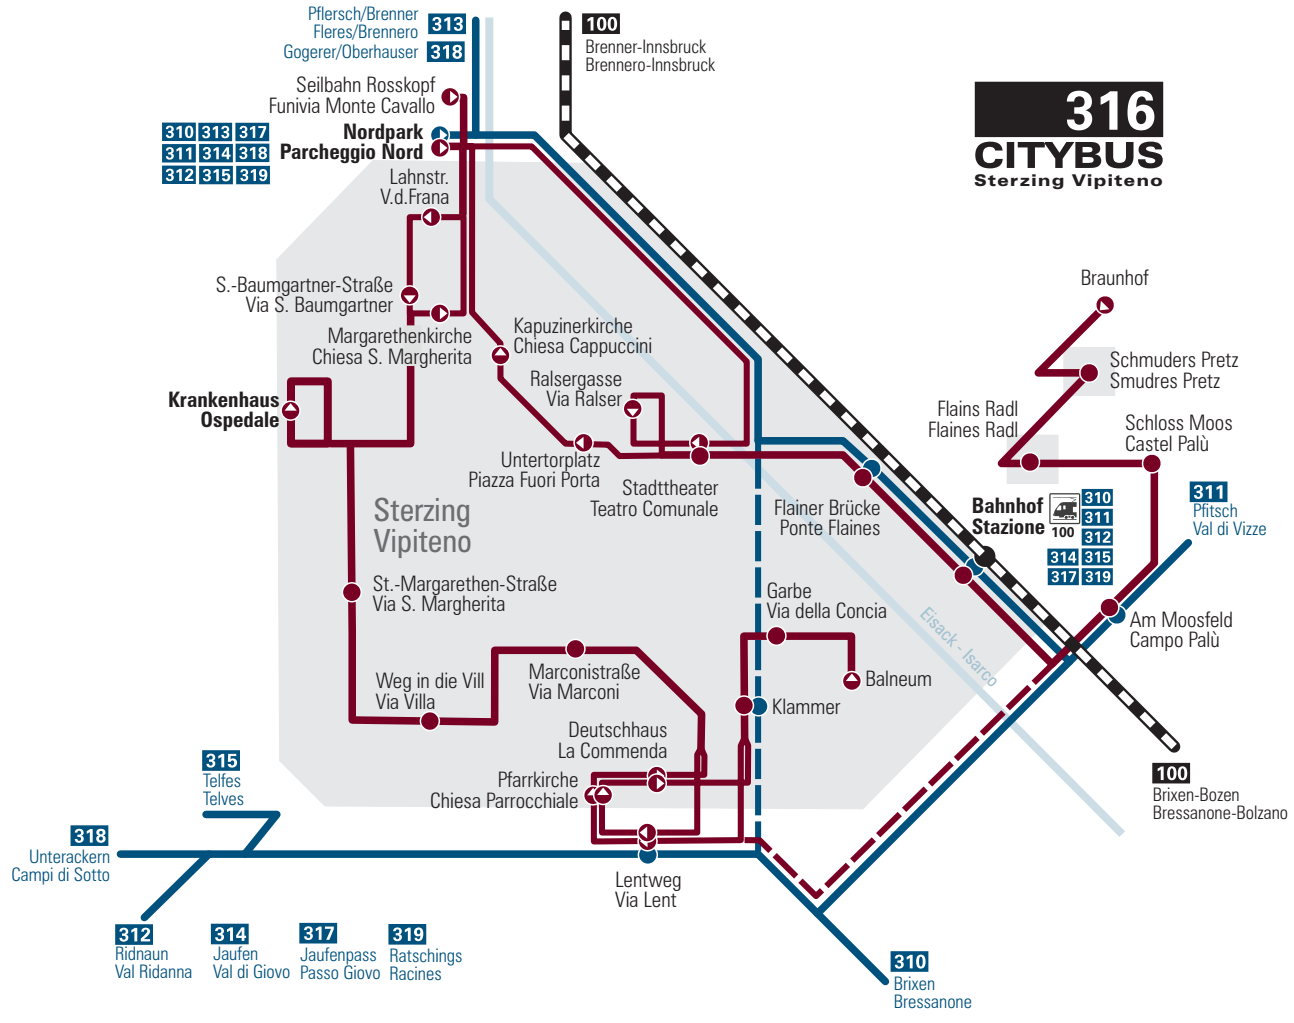 Pflersch/Brenner
Fleres/Brennero
313
Gogerer/Oberhauser
318
100
Brenner-Innsbruck
Brennero-Innsbruck
316
CITYBUS
Sterzing Vipiteno
Seilbahn Rosskopf
Funivia Monte Cavallo
310 313 317
311 314 318
312 315 319
Nordpark
Parcheggio Nord
Lahnstr.
V.d.Frana
S.-Baumgartner-Straße
Via S. Baumgartner
Margarethenkirche
Chiesa S. Margherita
Kapuzinerkirche
Chiesa Cappuccini
Ralsergasse
Via Ralser
Krankenhaus
Ospedale
Untertorplatz
Piazza Fuori Porta
Stadttheater
Teatro Comunale
Flainer Brücke
Ponte Flaines
Braunhof
Schmuders Pretz
Smudres Pretz
Flains Radl
Flaines Radl
Schloss Moos
Castel Palù
Bahnhof
Stazione
100
310
311
312
314 315
317 319
311
Pfitsch
Val di Vizze
Sterzing
Vipiteno
St.-Margarethen-Straße
Via S. Margherita
Garbe
Via della Concia
Eisack - Isarco
Am Moosfeld
Campo Palù
Weg in die Vill
Via Villa
Marconistraße
Via Marconi
Balneum
Klammer
Deutschhaus
La Commenda
Pfarrkirche
Chiesa Parrocchiale
315
Telfes
Telves
100
Brixen-Bozen
Bressanone-Bolzano
318
Unterackern
Campi di Sotto
Lentweg
Via Lent
312
Ridnaun
Val Ridanna
314
Jaufen
Val di Giovo
317
Jaufenpass
Passo Giovo
319
Ratschings
Racines
310
Brixen
Bressanone